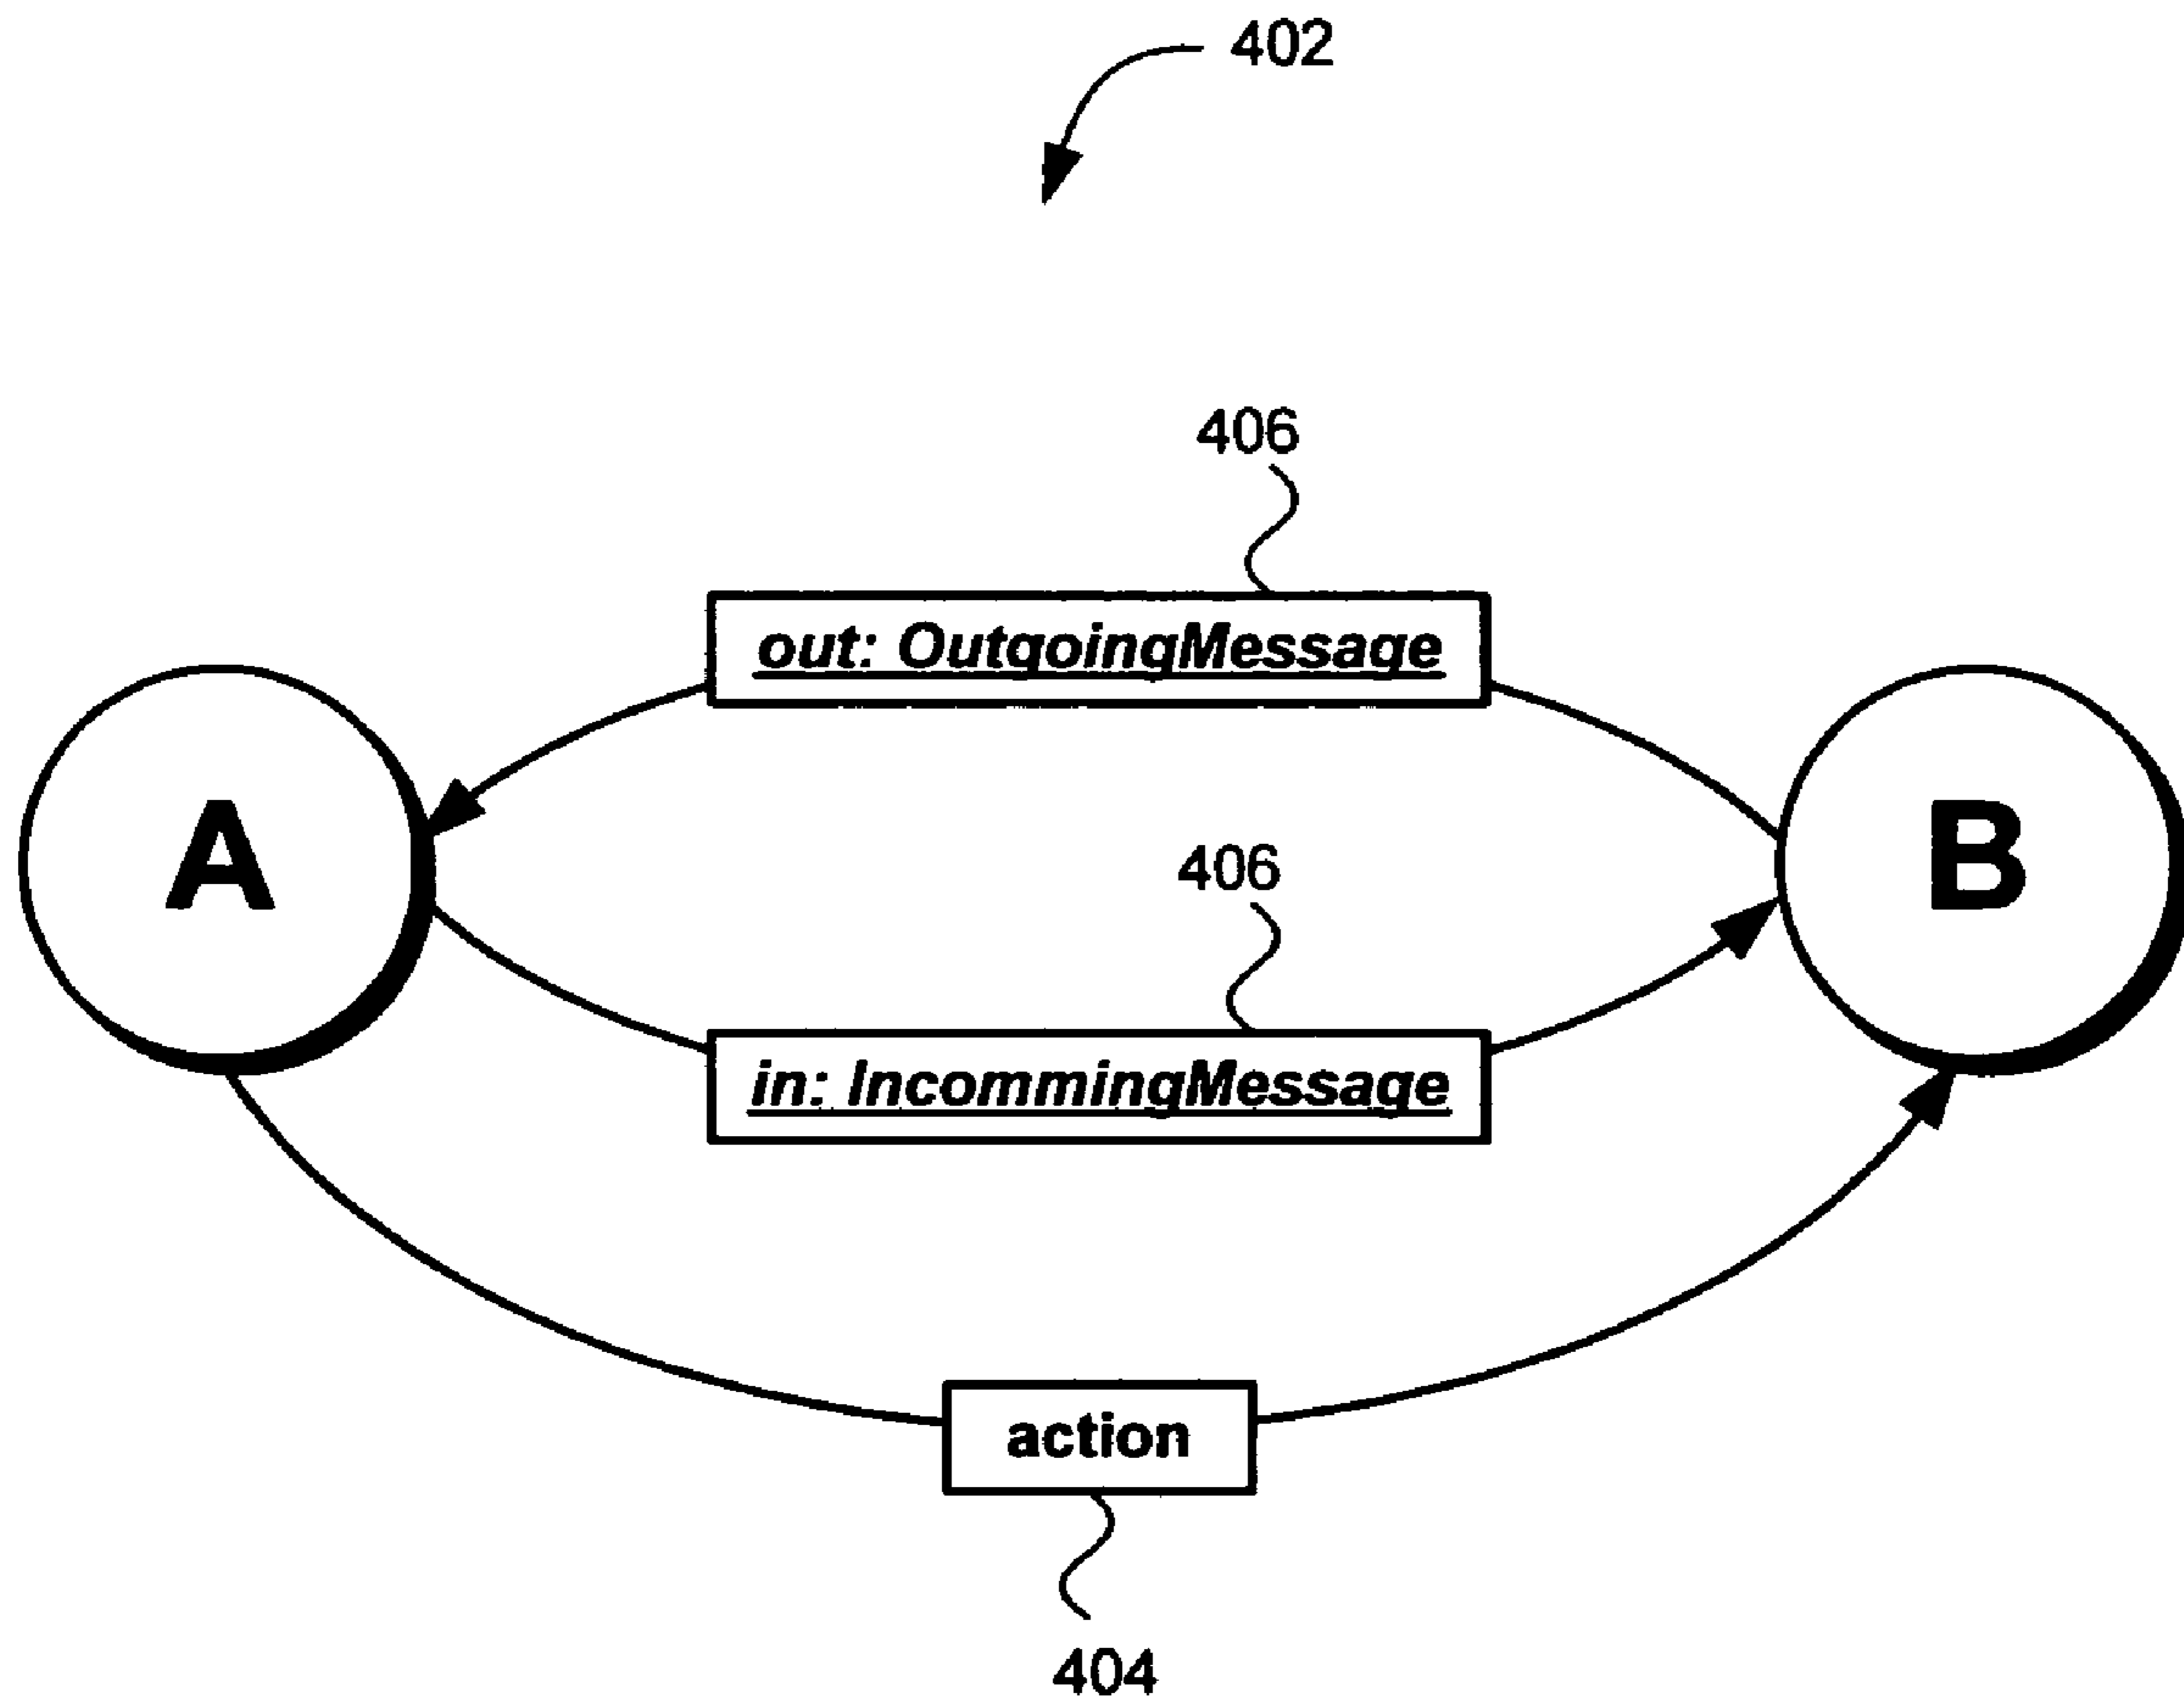 402
406
out: OutgoingMessage
A
B
406
in: IncommingMessage
action
404